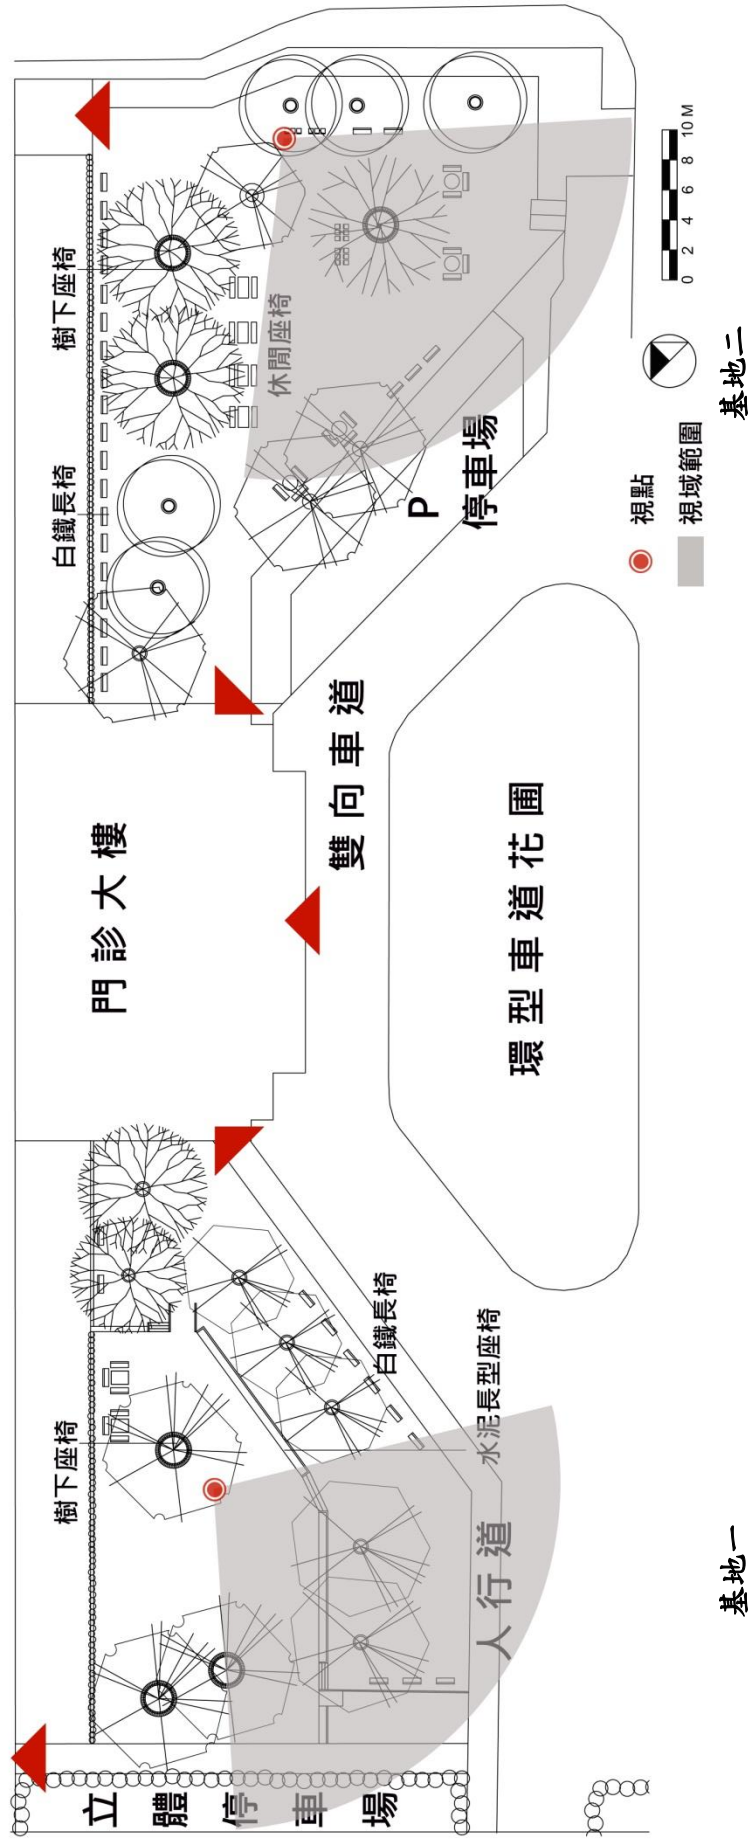 樹下座椅
白鐵長椅
休閒座椅
P
停車場
0 2 4 6 8 10 M
視點
視域範圍
基地二
門診大樓
雙向車道
環型車道花圃
樹下座椅
白鐵長椅
水泥長型座椅
人行道
立體停車場
基地一